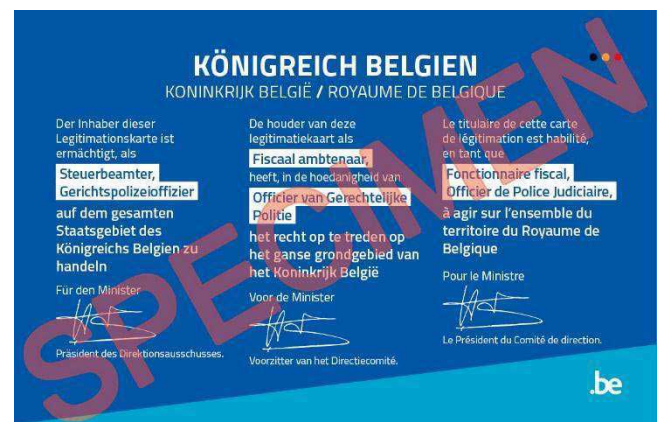 KÖNIGREICH BELGIEN
KONINKRIJK BELGIË / ROYAUME DE BELGIQUE
Der Inhaber dieser
Legitimationskarte ist
ermächtigt, als
Steuerbeamter,
Gerichtspolizeioffizier
auf dem gesamten
Staatsgebiet des
Königreichs Belgien zu
handeln
Für den Minister
Präsident des Direktionsausschusses.
De houder van deze
legitimatiekaart als
Fiscaal ambtenaar,
heeft, in de hoedanigheid van
Officier van Gerechtelijke
Politie
het recht op te treden op
het ganse grondgebied van
het Koninkrijk België
Voor de Minister
Voorzitter van het Directiecomité.
Le titulaire de cette carte
de légitimation est habilité,
en tant que
Fonctionnaire fiscal,
Officier de Police Judiciaire,
à agir sur l'ensemble du
territoire du Royaume de
Belgique
Pour le Ministre
Le Président du Comité de direction.
.be
SPECIMEN